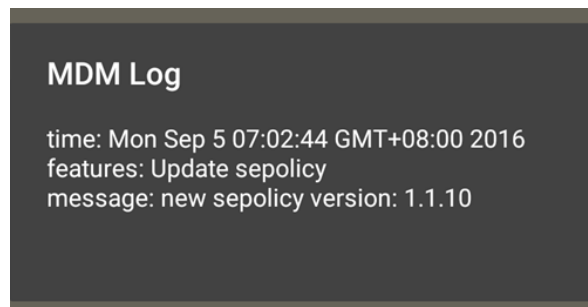 MDM Log
time: Mon Sep 5 07:02:44 GMT+08:00 2016
features: Update sepolicy
message: new sepolicy version: 1.1.10